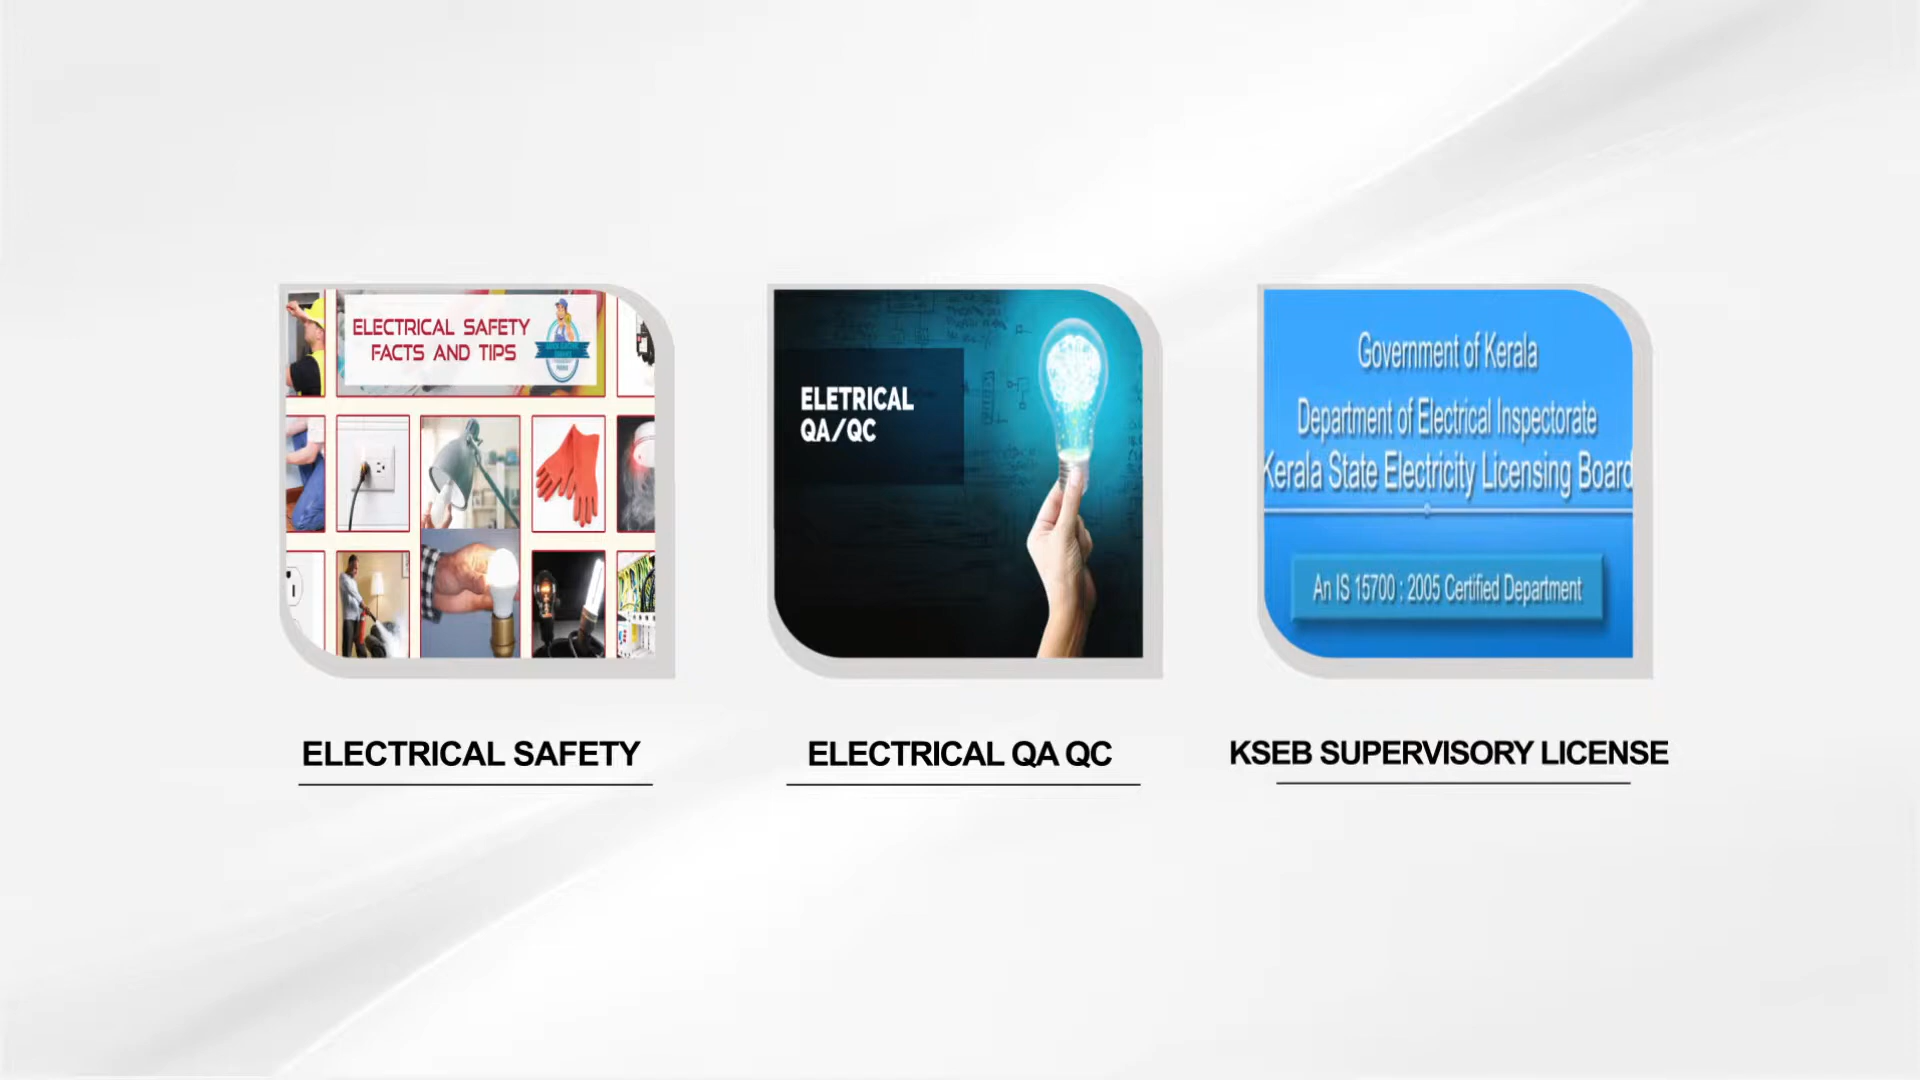 ELECTRICAL SAFETY
FACTS AND TIPS
ELETRICAL
QA/QC
Government of Kerala
Department of Electrical Inspectorate
Kerala State Electricity Licensing Board
An IS 15700 : 2005 Certified Department
ELECTRICAL SAFETY
ELECTRICAL QA QC
KSEB SUPERVISORY LICENSE